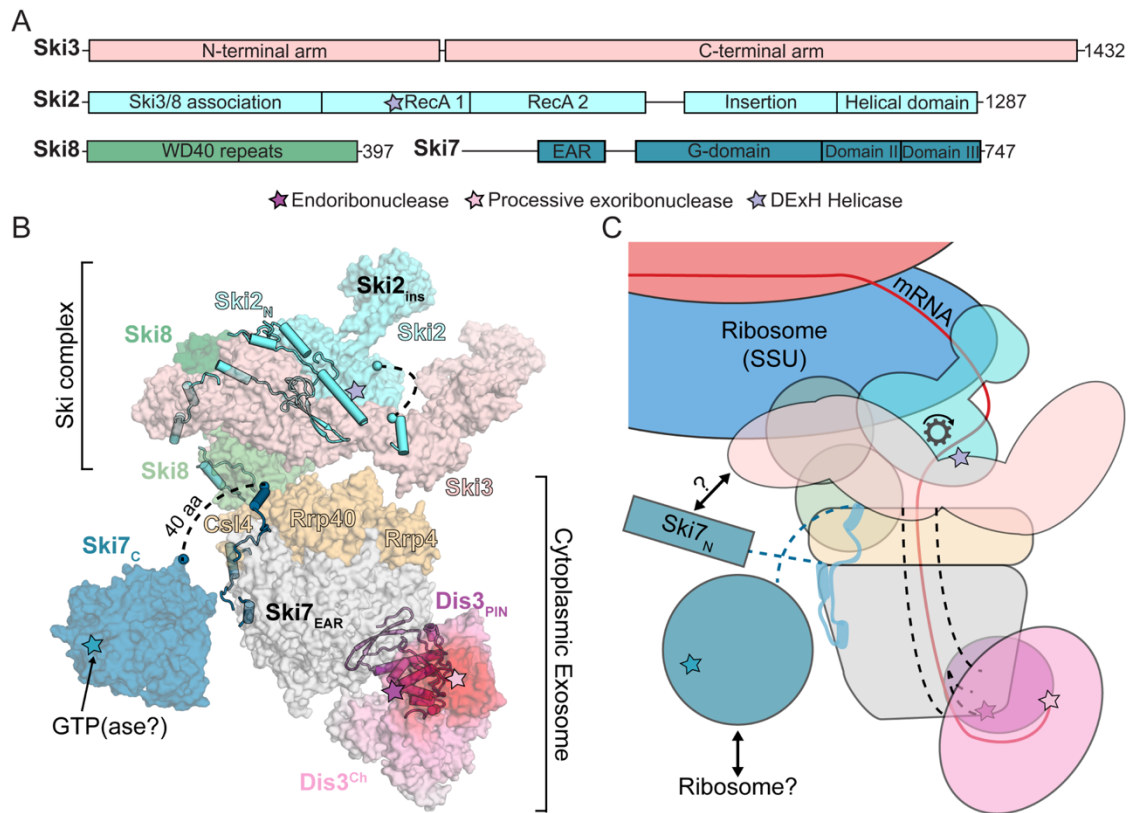 A
Ski3 N-terminal arm C-terminal arm 1432
Ski2 Ski3/8 association RecA 1 RecA 2 Insertion Helical domain 1287
Ski8 WD40 repeats 397 Ski7 EAR G-domain Domain II Domain III 747
Endoribonuclease Processive exoribonuclease DExH Helicase
B
Ski complex
Ski2ins
Ski2N
Ski2
Ski8
Ski8
Ski3
40 aa
Csl4
Rrp40
Rrp4
Ski7C
Ski7EAR
Dis3PIN
GTP(ase?)
Dis3Ch
Cytoplasmic Exosome
C
mRNA
Ribosome
(SSU)
?
Ski7N
Ribosome?